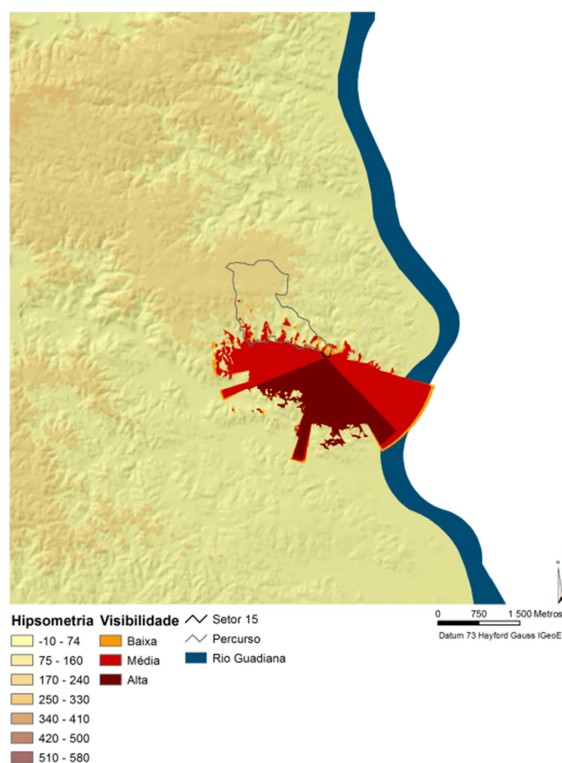 N
0 750 1 500 Metros
Datum 73 Hayford Gauss IGeoE
Hipsometria Visibilidade
-10 - 74
75 - 160
170 - 240
250 - 330
340 - 410
420 - 500
510 - 580
Baixa
Média
Alta
Setor 15
Percurso
Rio Guadiana